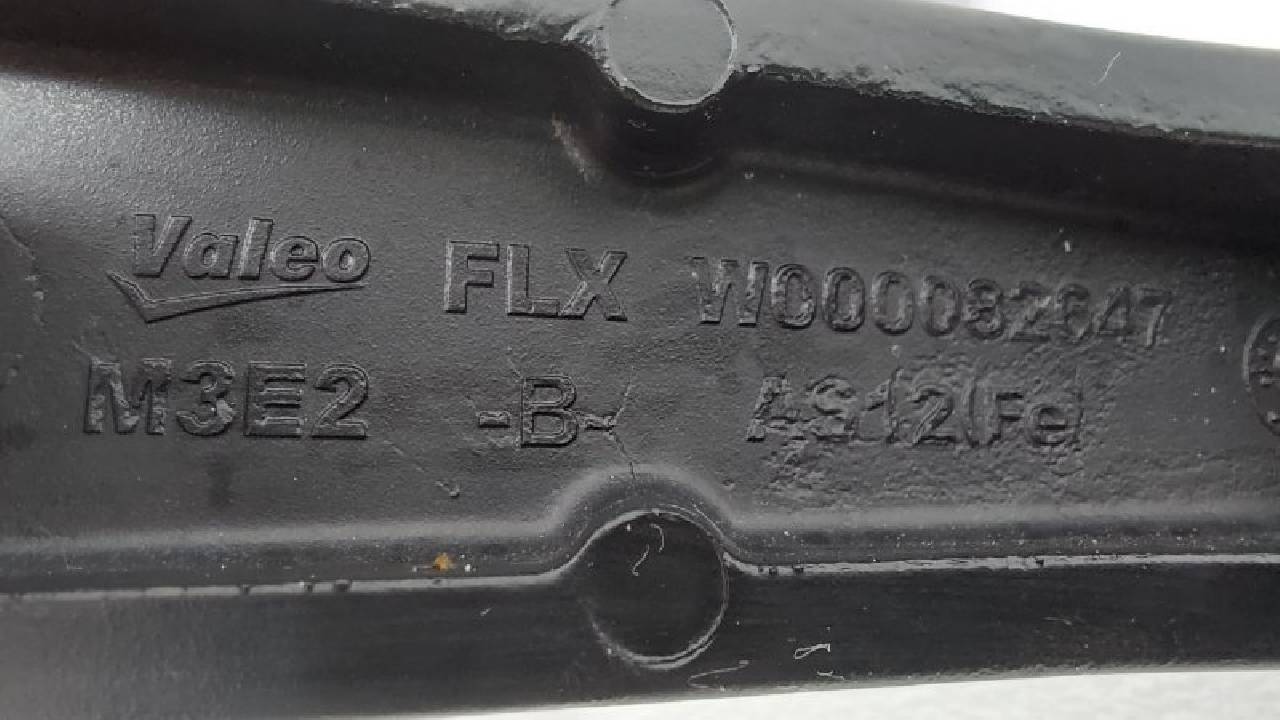 Valeo FLX W000082647
M3E2 -B- AS12(Fe)